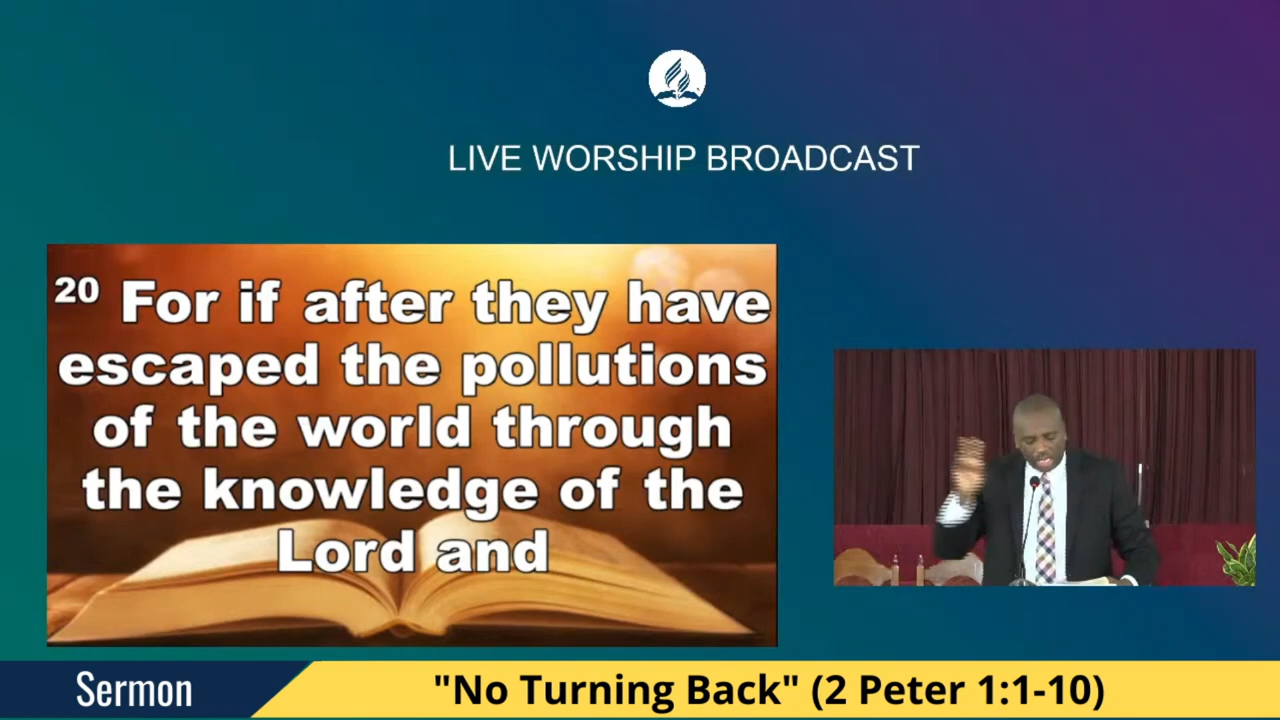 LIVE WORSHIP BROADCAST
20 For if after they have
escaped the pollutions
of the world through
the knowledge of the
Lord and
Sermon
"No Turning Back" (2 Peter 1:1-10)